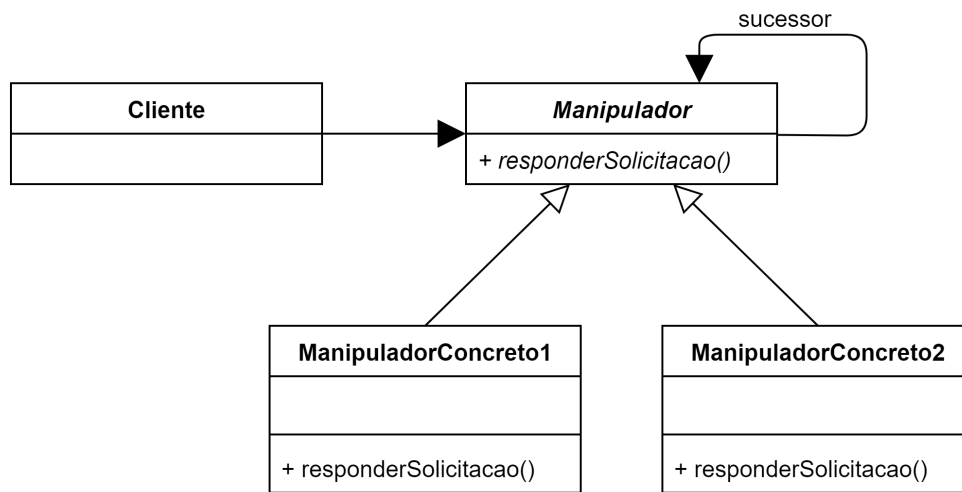 sucessor
Cliente
Manipulador
+ responderSolicitacao()
ManipuladorConcreto1
ManipuladorConcreto2
+ responderSolicitacao()
+ responderSolicitacao()